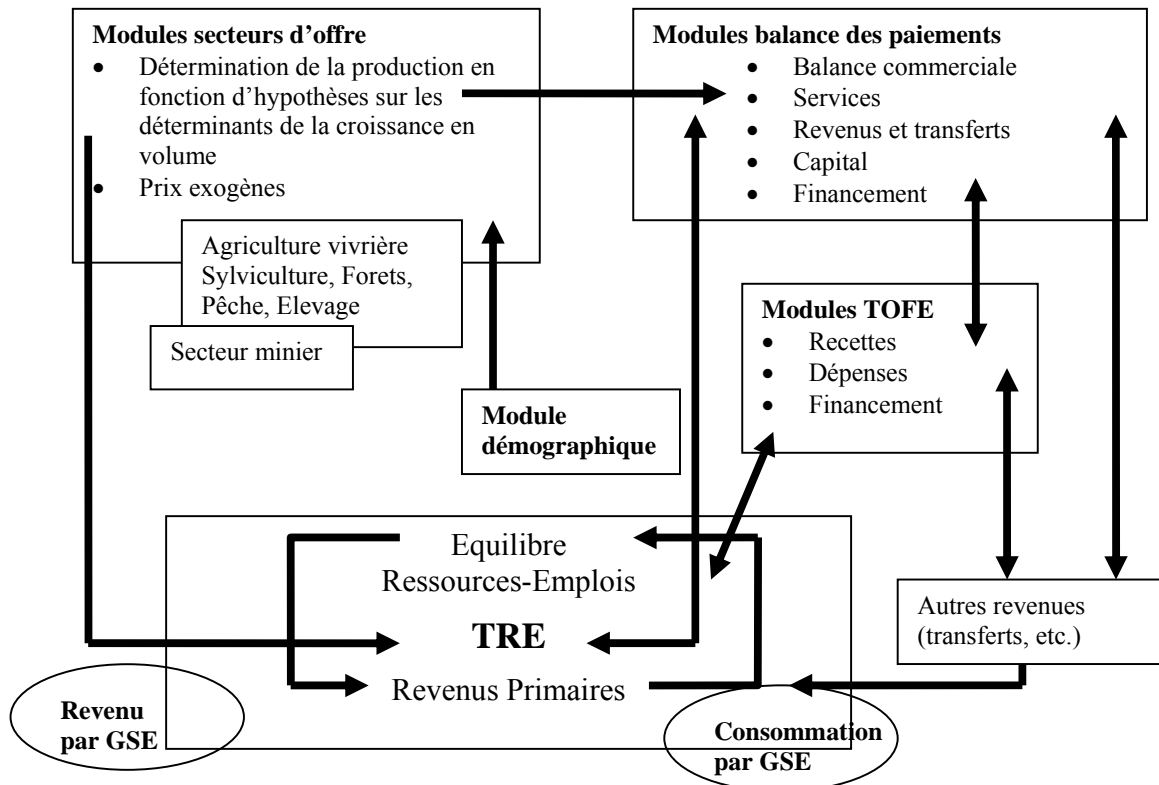 Modules secteurs d’offre
• Détermination de la production en
fonction d’hypothèses sur les
déterminants de la croissance en
volume
• Prix exogènes
Agriculture vivrière
Sylviculture, Forets,
Pêche, Elevage
Secteur minier
Module
démographique
Modules balance des paiements
• Balance commerciale
• Services
• Revenus et transferts
• Capital
• Financement
Modules TOFE
• Recettes
• Dépenses
• Financement
Equilibre
Ressources-Emplois
TRE
Revenus Primaires
Autres revenues
(transferts, etc.)
Revenu
par GSE
Consommation
par GSE